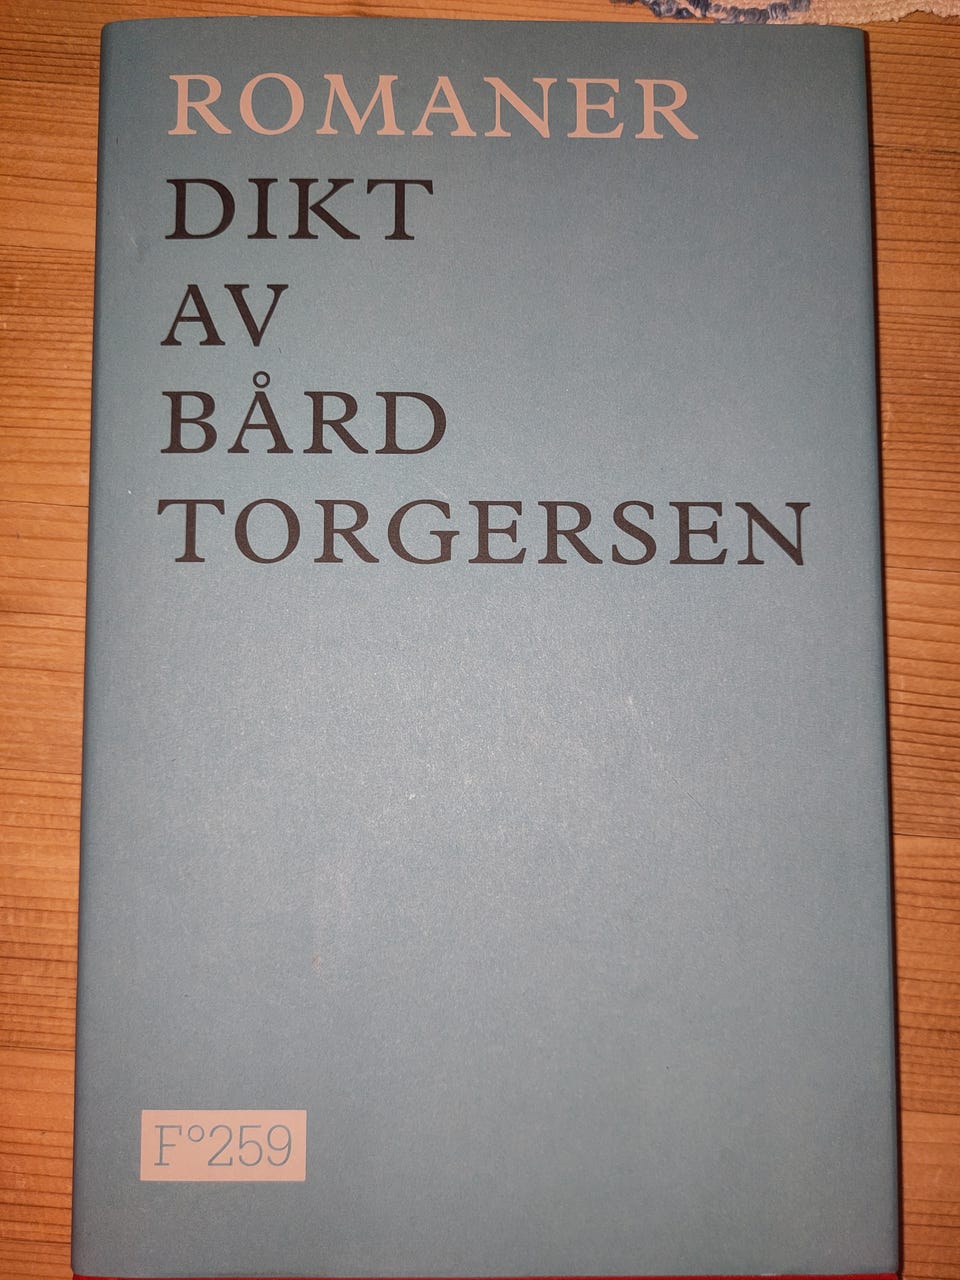 ROMANER
DIKT
AV
BÅRD
TORGERSEN
F°259